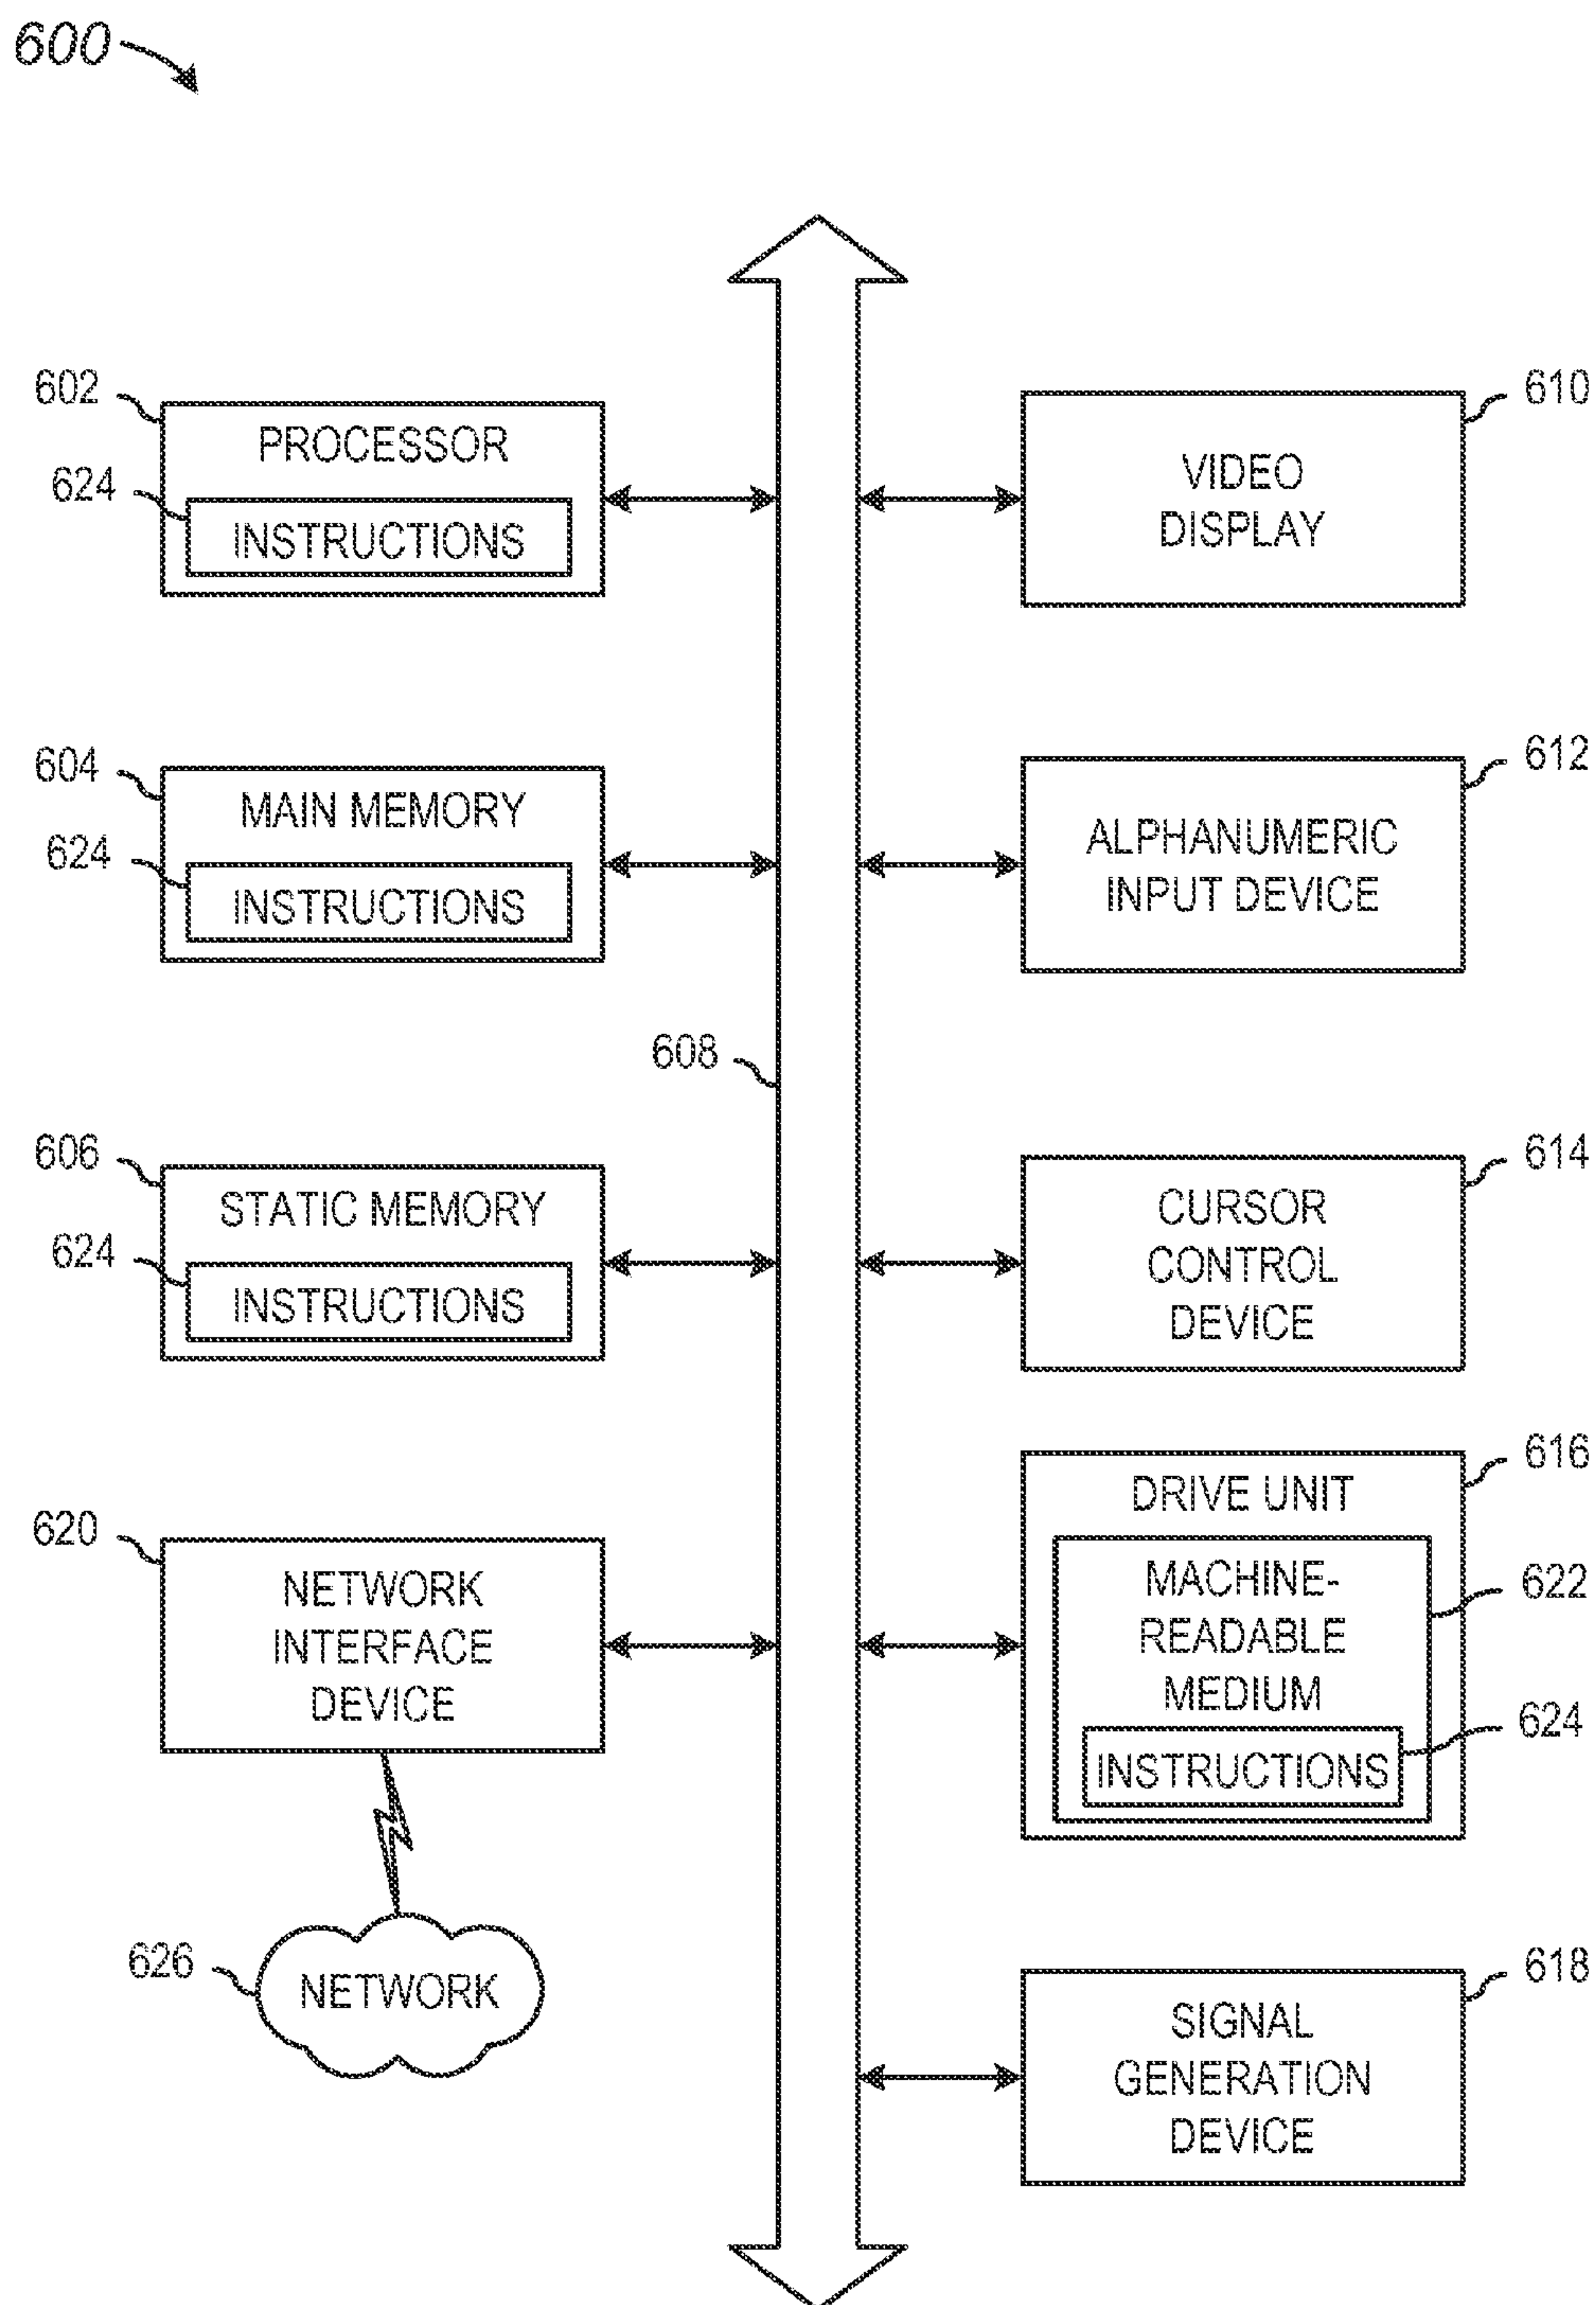 600
602
PROCESSOR
624
INSTRUCTIONS
604
MAIN MEMORY
624
INSTRUCTIONS
608
606
STATIC MEMORY
624
INSTRUCTIONS
620
NETWORK
INTERFACE
DEVICE
626
NETWORK
610
VIDEO
DISPLAY
612
ALPHANUMERIC
INPUT DEVICE
614
CURSOR
CONTROL
DEVICE
616
DRIVE UNIT
622
MACHINE-
READABLE
MEDIUM
624
INSTRUCTIONS
618
SIGNAL
GENERATION
DEVICE